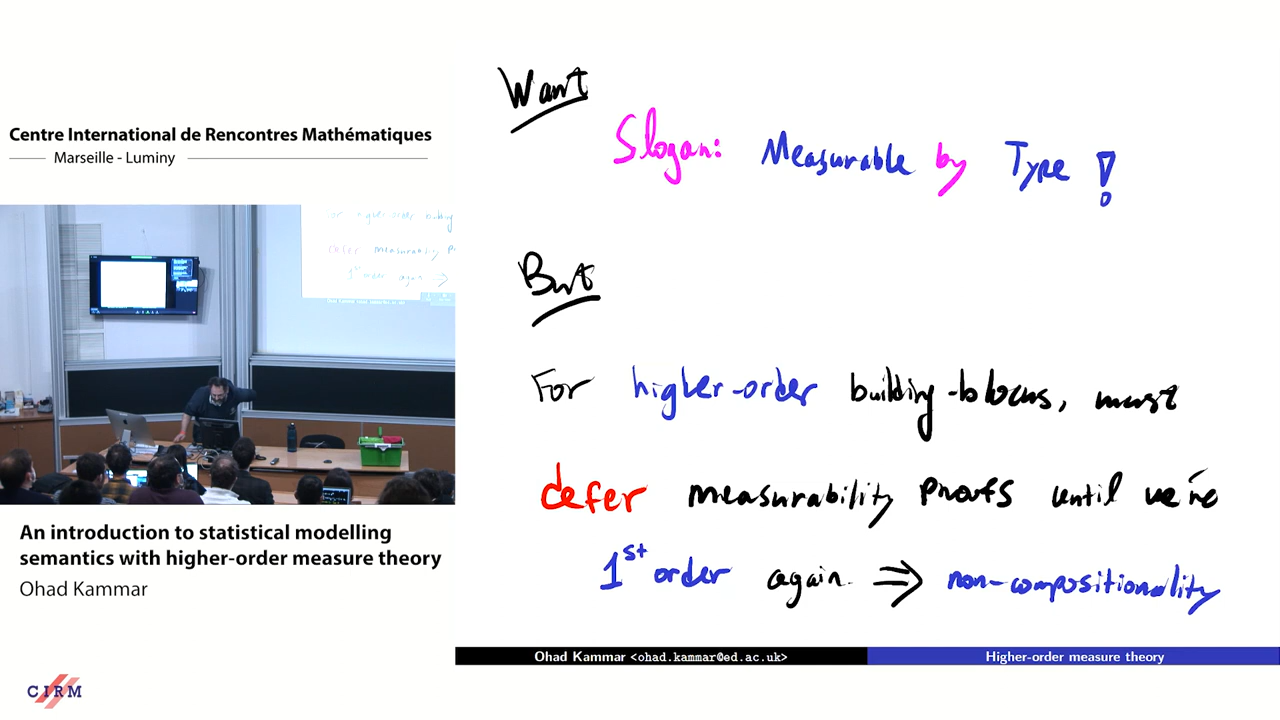 Centre International de Rencontres Mathématiques
Marseille - Luminy
An introduction to statistical modelling
semantics with higher-order measure theory
Ohad Kammar
CIRM
Want
Slogan: Measurable by Type!
But
For higher-order building-blocks, must
defer measurability proofs until we're
1st order again ⇒ non-compositionality
Ohad Kammar <ohad.kammar@ed.ac.uk>
Higher-order measure theory